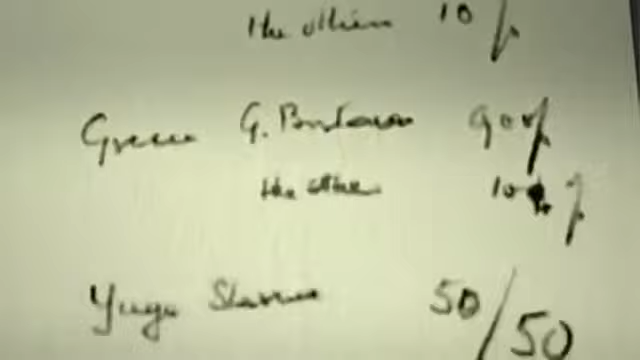 the others 10 %
Greece G. Britain 90%
the other 10 %
Yugo Slavia 50/50